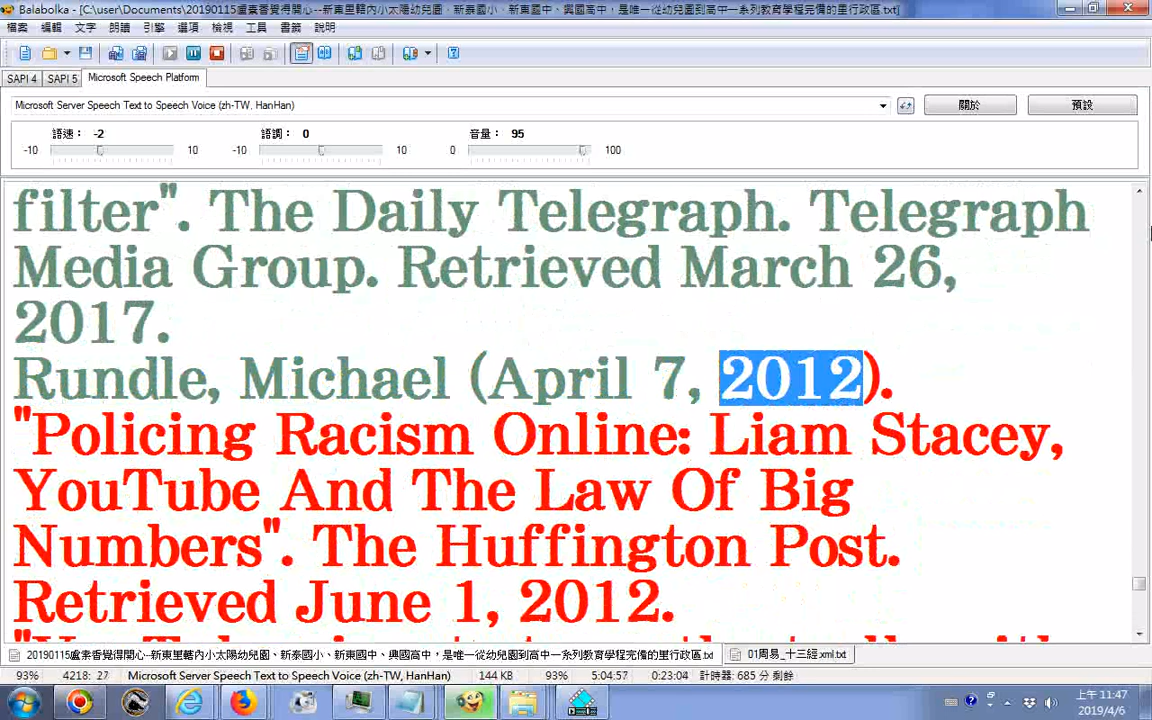 Balabolka - [C:\user\Documents\20190115盧素香覺得開心--新東里轄內小太陽幼兒園、新泰國小、新東國中、興國高中，是唯一從幼兒園到高中一系列教育學程完備的里行政區.txt]
檔案 編輯 文字 朗讀 引擎 選項 檢視 工具 書籤 說明
SAPI 4 SAPI 5 Microsoft Speech Platform
Microsoft Server Speech Text to Speech Voice (zh-TW, HanHan) 關於 預設
語速： -2 語調： 0 音量： 95
-10 10 -10 10 0 100
filter". The Daily Telegraph. Telegraph
Media Group. Retrieved March 26,
2017.
Rundle, Michael (April 7, 2012).
"Policing Racism Online: Liam Stacey,
YouTube And The Law Of Big
Numbers". The Huffington Post.
Retrieved June 1, 2012.
20190115盧素香覺得開心--新東里轄內小太陽幼兒園、新泰國小、新東國中、興國高中，是唯一從幼兒園到高中一系列教育學程完備的里行政區.txt 01周易_十三經.xml.txt
93% 4218: 27 Microsoft Server Speech Text to Speech Voice (zh-TW, HanHan) 144 KB 93% 5:04:57 0:23:04 計時器: 685 分 剩餘
上午 11:47
2019/4/6